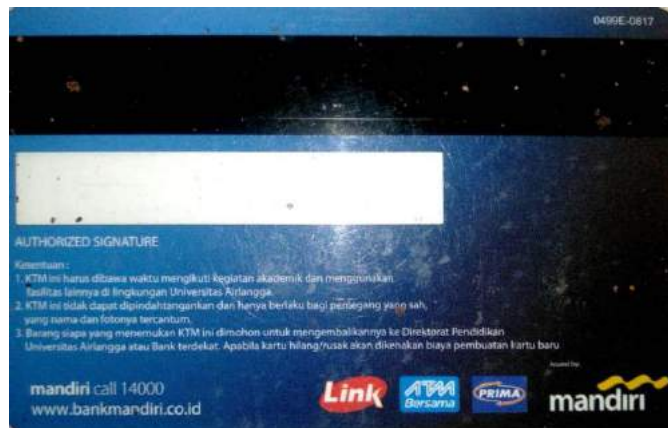 0499E-0817
AUTHORIZED SIGNATURE
Ketentuan :
1. KTM ini harus dibawa waktu mengikuti kegiatan akademik dan menggunakan
fasilitas lainnya di lingkungan Universitas Airlangga.
2. KTM ini tidak dapat dipindahtangankan dan hanya berlaku bagi pemegang yang sah,
yang nama dan fotonya tercantum.
3. Barang siapa yang menemukan KTM ini dimohon untuk mengembalikannya ke Direktorat Pendidikan
Universitas Airlangga atau Bank terdekat. Apabila kartu hilang/rusak akan dikenakan biaya pembuatan kartu baru
Issued by:
mandiri call 14000
www.bankmandiri.co.id
Link
ATM
Bersama
PRIMA
mandiri